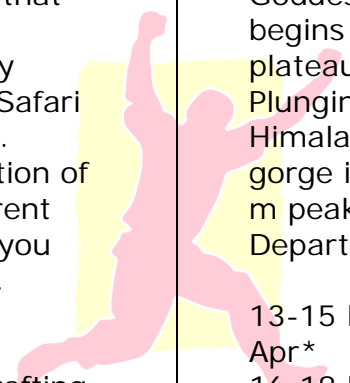 that
y
Safari
.
tion of
rent
you
.
afting
Goddes
begins
plateau
Plungin
Himala
gorge i
m peak
Depart
13-15
Apr*
16-18